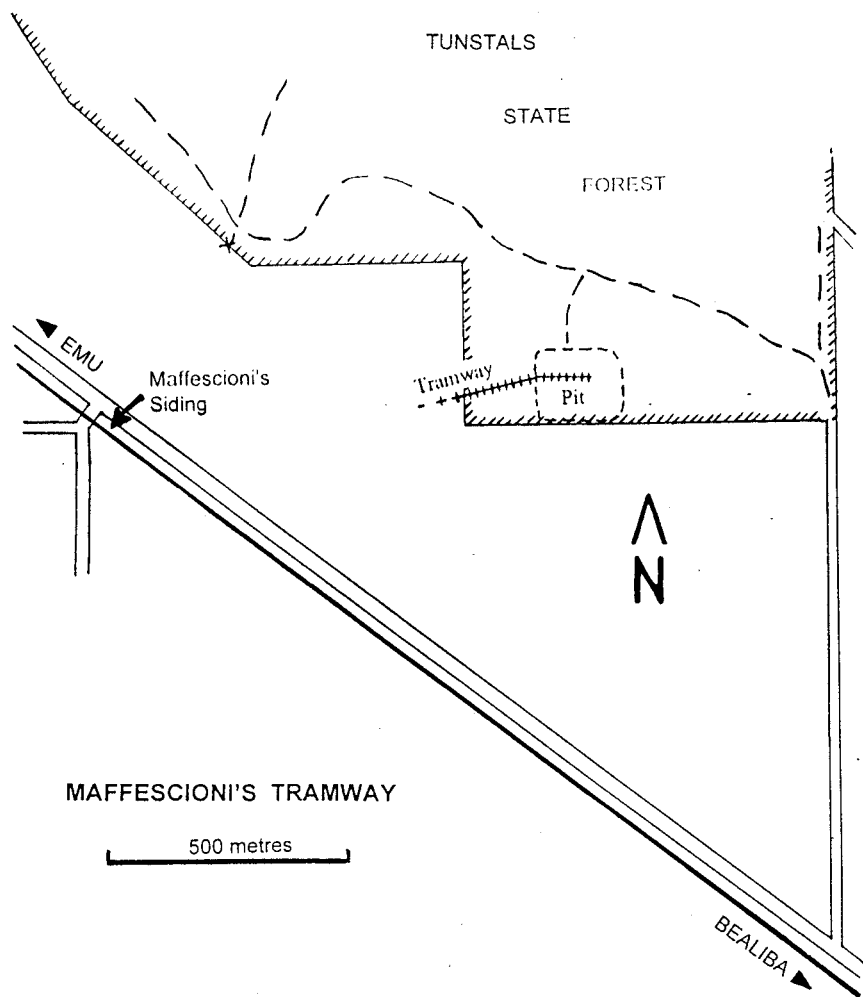 TUNSTALS
STATE
FOREST
EMU
Maffescioni's
Siding
Tramway
Pit
N
MAFFESCIONI'S TRAMWAY
500 metres
BEALIBA